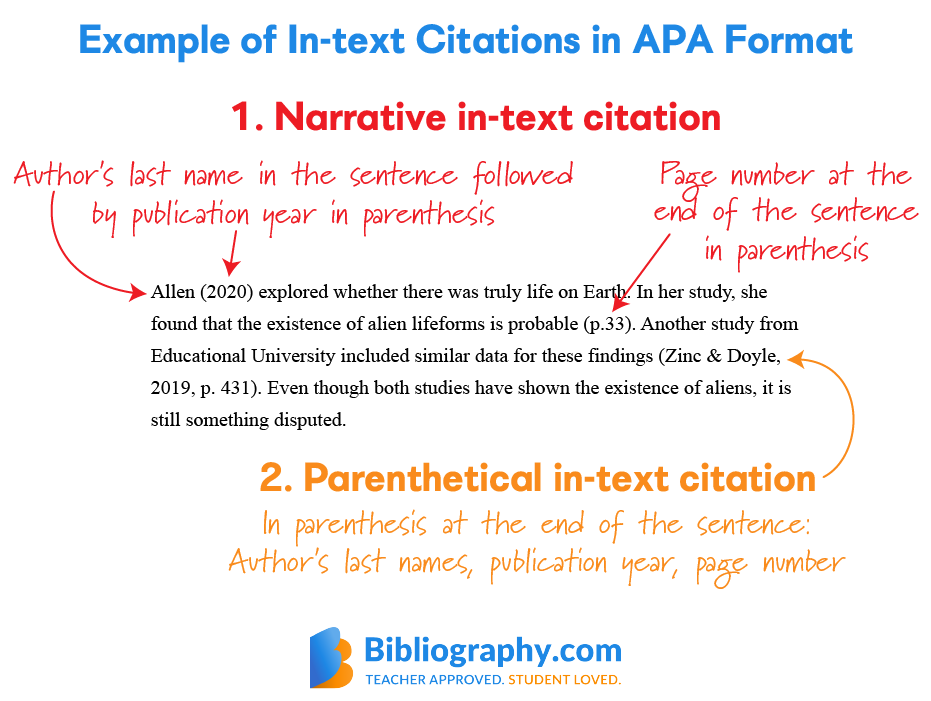 Example of In-text Citations in APA Format
1. Narrative in-text citation
Author's last name in the sentence followed
by publication year in parenthesis
Page number at the
end of the sentence
in parenthesis
Allen (2020) explored whether there was truly life on Earth. In her study, she
found that the existence of alien lifeforms is probable (p.33). Another study from
Educational University included similar data for these findings (Zinc & Doyle,
2019, p. 431). Even though both studies have shown the existence of aliens, it is
still something disputed.
2. Parenthetical in-text citation
In parenthesis at the end of the sentence:
Author's last names, publication year, page number
Bibliography.com
TEACHER APPROVED. STUDENT LOVED.